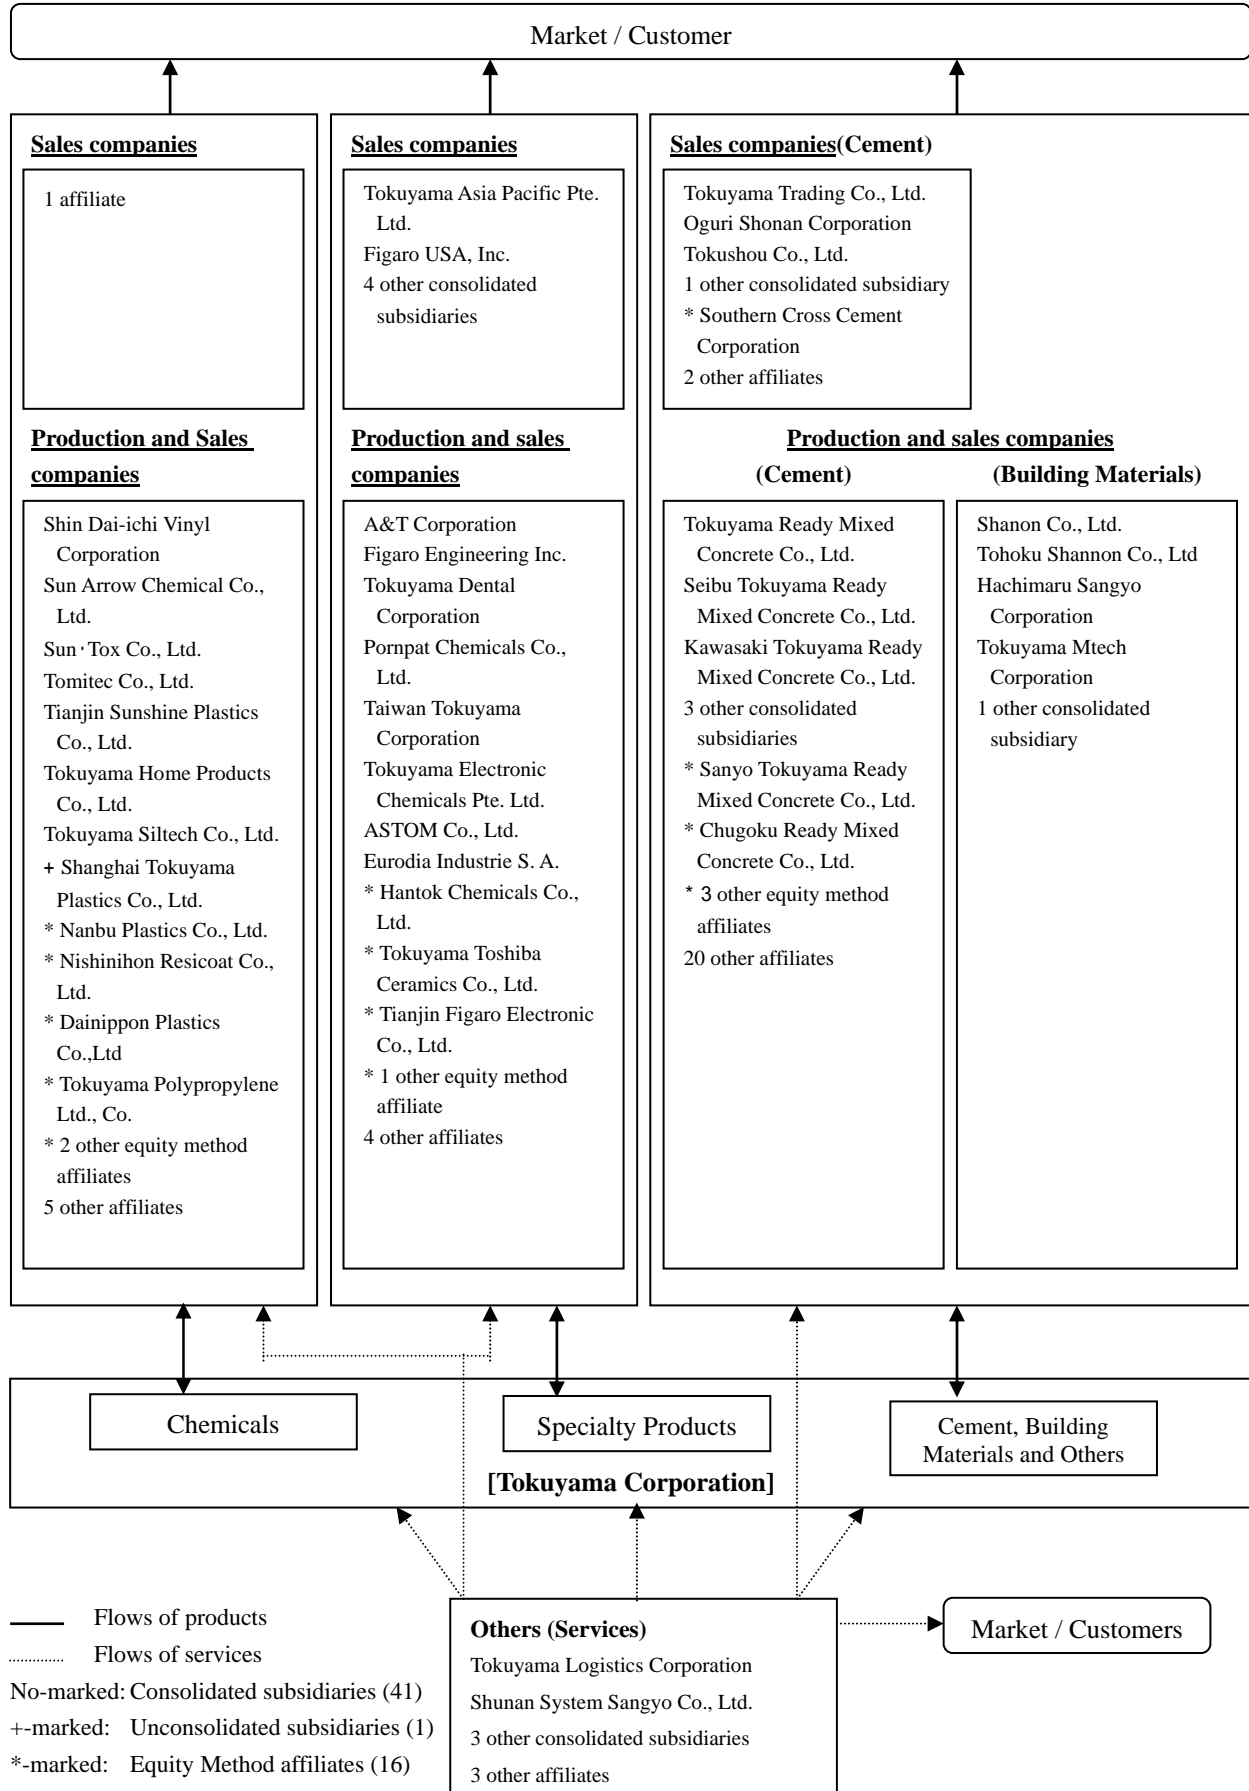 Market / Customer
Sales companies
1 affiliate
Production and Sales
companies
Shin Dai-ichi Vinyl
Corporation
Sun Arrow Chemical Co.,
Ltd.
Sun・Tox Co., Ltd.
Tomitec Co., Ltd.
Tianjin Sunshine Plastics
Co., Ltd.
Tokuyama Home Products
Co., Ltd.
Tokuyama Siltech Co., Ltd.
+ Shanghai Tokuyama
Plastics Co., Ltd.
* Nanbu Plastics Co., Ltd.
* Nishinihon Resicoat Co.,
Ltd.
* Dainippon Plastics
Co.,Ltd
* Tokuyama Polypropylene
Ltd., Co.
* 2 other equity method
affiliates
5 other affiliates
Sales companies
Tokuyama Asia Pacific Pte.
Ltd.
Figaro USA, Inc.
4 other consolidated
subsidiaries
Production and sales
companies
A&T Corporation
Figaro Engineering Inc.
Tokuyama Dental
Corporation
Pornpat Chemicals Co.,
Ltd.
Taiwan Tokuyama
Corporation
Tokuyama Electronic
Chemicals Pte. Ltd.
ASTOM Co., Ltd.
Eurodia Industrie S. A.
* Hantok Chemicals Co.,
Ltd.
* Tokuyama Toshiba
Ceramics Co., Ltd.
* Tianjin Figaro Electronic
Co., Ltd.
* 1 other equity method
affiliate
4 other affiliates
Sales companies(Cement)
Tokuyama Trading Co., Ltd.
Oguri Shonan Corporation
Tokushou Co., Ltd.
1 other consolidated subsidiary
* Southern Cross Cement
Corporation
2 other affiliates
Production and sales companies
(Cement)
Tokuyama Ready Mixed
Concrete Co., Ltd.
Seibu Tokuyama Ready
Mixed Concrete Co., Ltd.
Kawasaki Tokuyama Ready
Mixed Concrete Co., Ltd.
3 other consolidated
subsidiaries
* Sanyo Tokuyama Ready
Mixed Concrete Co., Ltd.
* Chugoku Ready Mixed
Concrete Co., Ltd.
* 3 other equity method
affiliates
20 other affiliates
(Building Materials)
Shanon Co., Ltd.
Tohoku Shannon Co., Ltd
Hachimaru Sangyo
Corporation
Tokuyama Mtech
Corporation
1 other consolidated
subsidiary
Chemicals
Specialty Products
Cement, Building
Materials and Others
[Tokuyama Corporation]
Flows of products
Flows of services
No-marked: Consolidated subsidiaries (41)
+-marked: Unconsolidated subsidiaries (1)
*-marked: Equity Method affiliates (16)
Others (Services)
Tokuyama Logistics Corporation
Shunan System Sangyo Co., Ltd.
3 other consolidated subsidiaries
3 other affiliates
Market / Customers